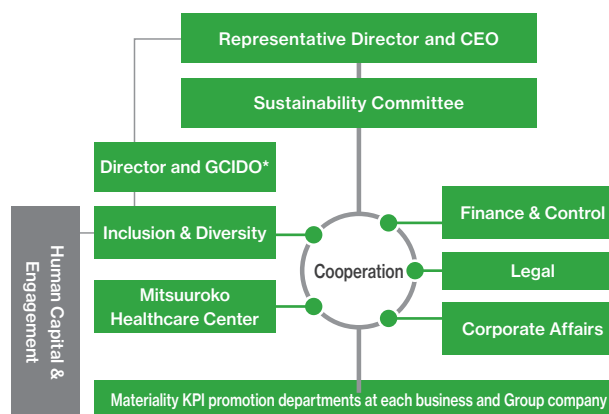 Representative Director and CEO
Sustainability Committee
Director and GCIDO*
Human Capital &
Engagement
Inclusion & Diversity
Mitsuuroko
Healthcare Center
Cooperation
Finance & Control
Legal
Corporate Affairs
Materiality KPI promotion departments at each business and Group company